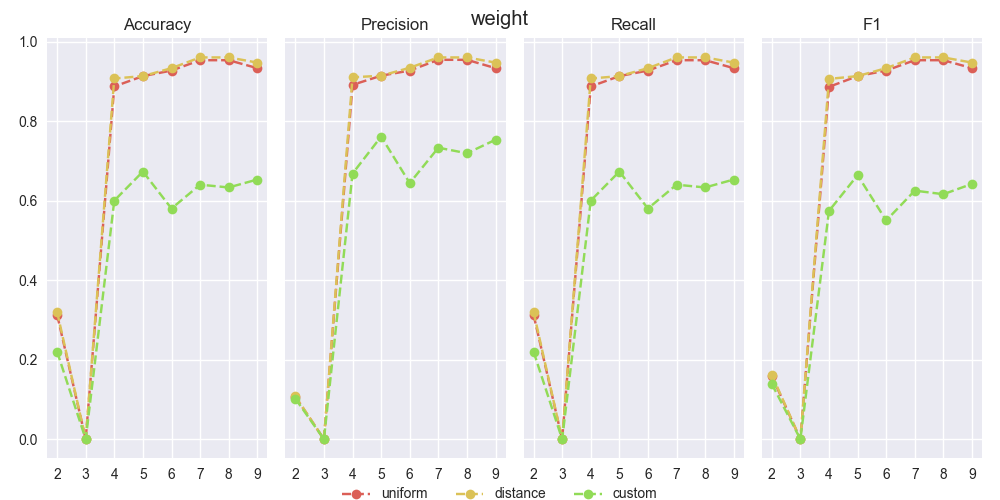 weight
Accuracy Precision Recall F1
1.0
0.8
0.6
0.4
0.2
0.0
2 3 4 5 6 7 8 9 2 3 4 5 6 7 8 9 2 3 4 5 6 7 8 9 2 3 4 5 6 7 8 9
uniform distance custom